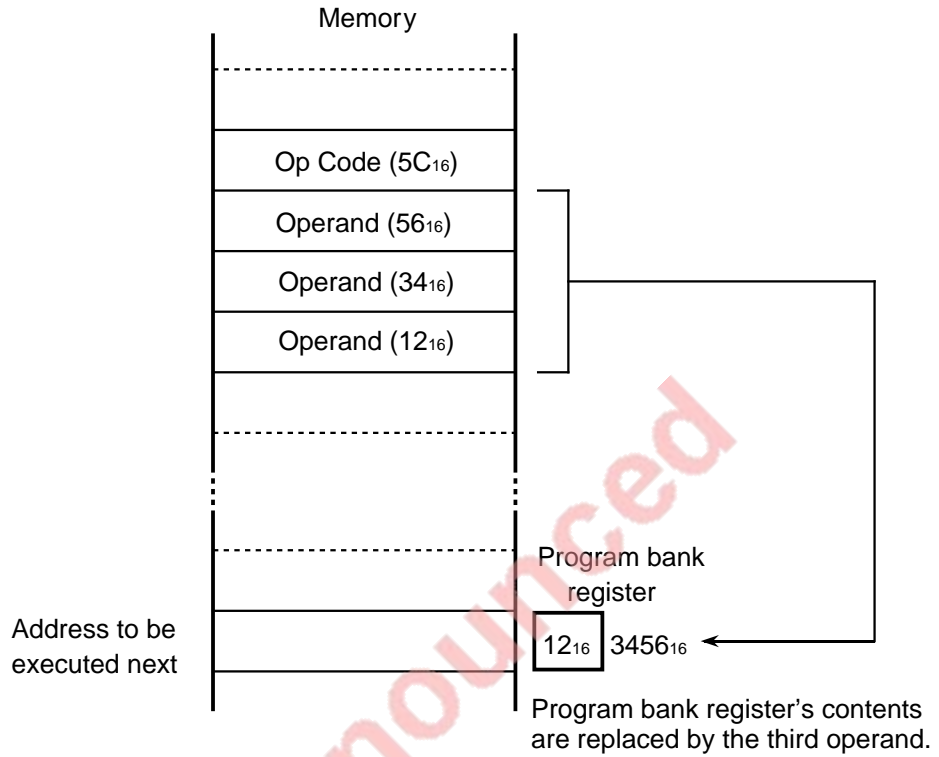 Memory
Op Code (5C₁₆)
Operand (56₁₆)
Operand (34₁₆)
Operand (12₁₆)
Program bank
register
Address to be
executed next
12₁₆ 3456₁₆
Program bank register’s contents
are replaced by the third operand.
nounced